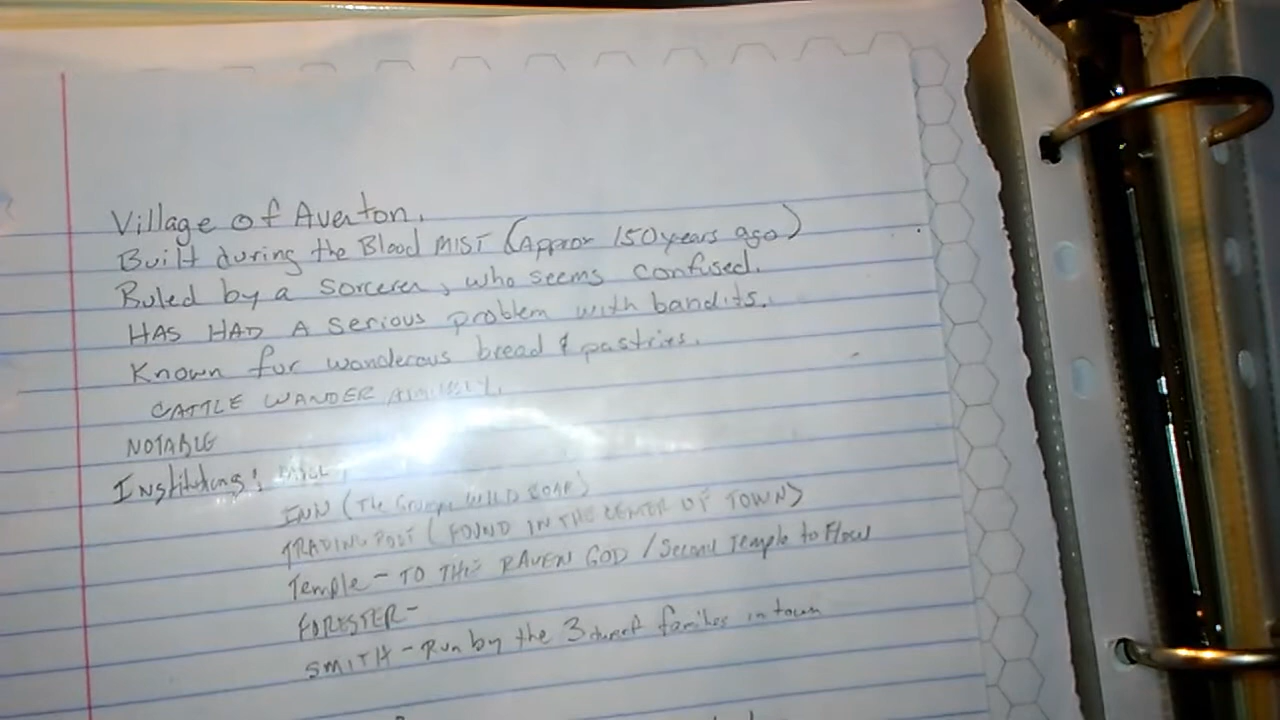 Village of Averton.
Built during the Blood MIST (Approx 150 years ago)
Ruled by a sorcerer, who seems confused.
HAS HAD A serious problem with bandits.
Known for wonderous bread & pastries.
CATTLE WANDER
NOTABLE
Institutions:
INN (The WILD BOAR)
TRADING POST (FOUND IN THE CENTER OF TOWN)
Temple - TO THE RAVEN GOD / Second Temple to
FORESTER -
SMITH - Run by the 3 dwarf families in town